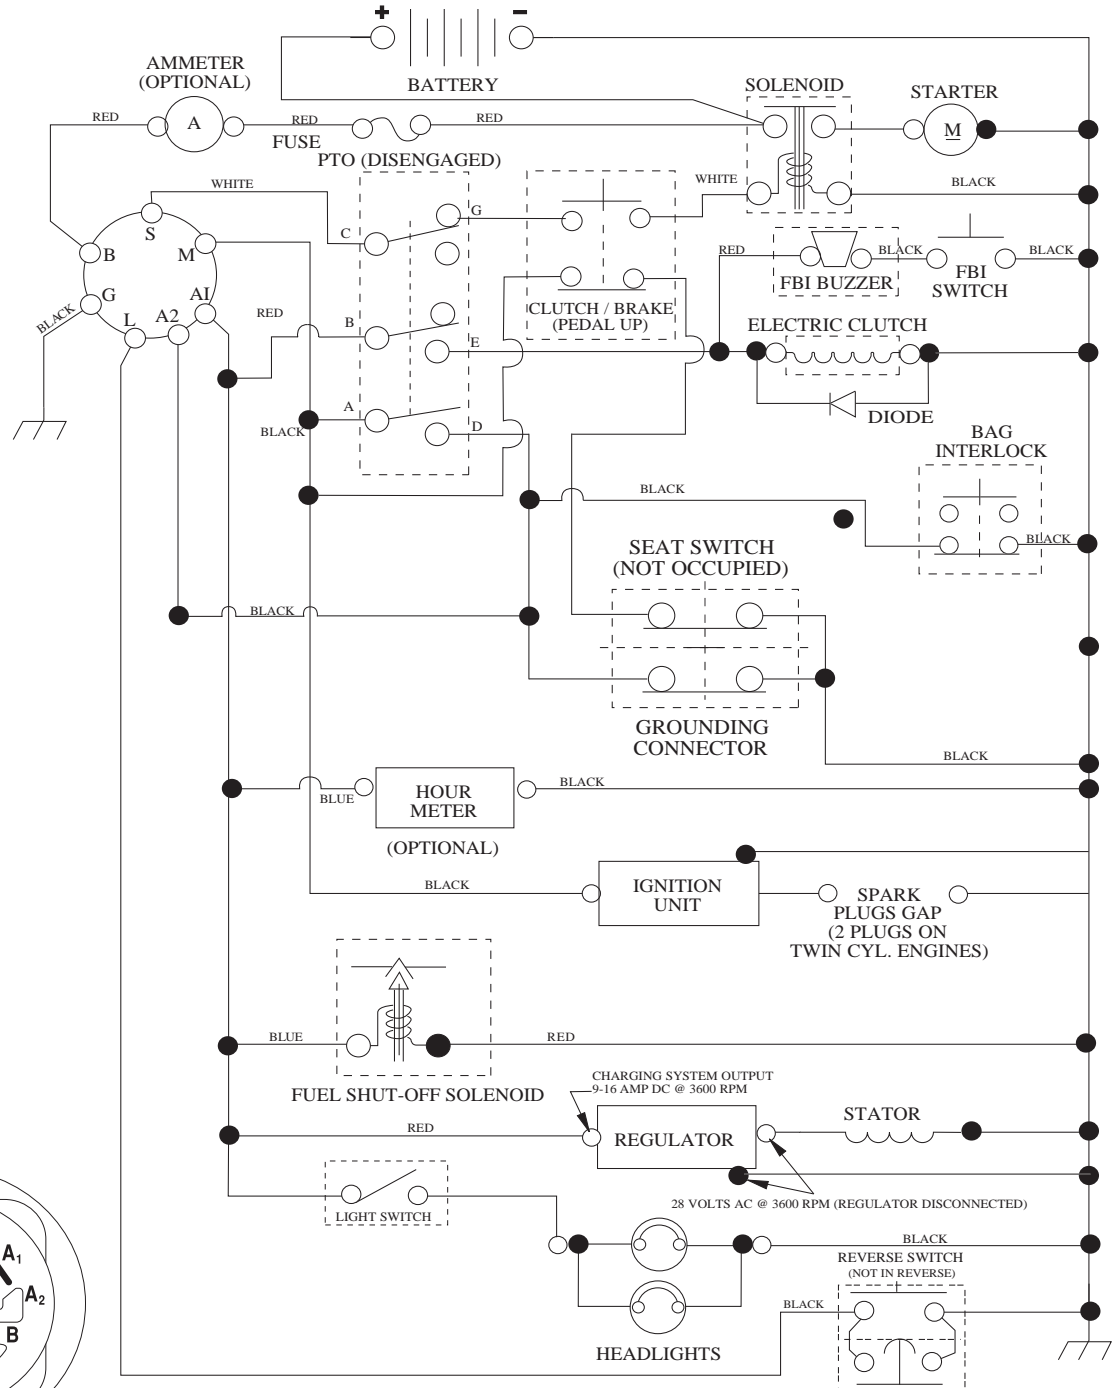 +
−
BATTERY
AMMETER
(OPTIONAL)
RED
A
RED
FUSE
RED
PTO (DISENGAGED)
SOLENOID
STARTER
M
WHITE
WHITE
BLACK
S
B
M
G
AI
L
A2
BLACK
RED
C
G
B
E
A
D
BLACK
CLUTCH / BRAKE
(PEDAL UP)
RED
BLACK
BLACK
FBI BUZZER
FBI
SWITCH
ELECTRIC CLUTCH
DIODE
BAG
INTERLOCK
BLACK
BLACK
SEAT SWITCH
(NOT OCCUPIED)
BLACK
GROUNDING
CONNECTOR
BLACK
BLUE
HOUR
METER
BLACK
(OPTIONAL)
BLACK
IGNITION
UNIT
SPARK
PLUGS GAP
(2 PLUGS ON
TWIN CYL. ENGINES)
BLUE
RED
FUEL SHUT-OFF SOLENOID
CHARGING SYSTEM OUTPUT
9-16 AMP DC @ 3600 RPM
RED
REGULATOR
STATOR
28 VOLTS AC @ 3600 RPM (REGULATOR DISCONNECTED)
LIGHT SWITCH
BLACK
REVERSE SWITCH
(NOT IN REVERSE)
BLACK
HEADLIGHTS
A1
A2
B